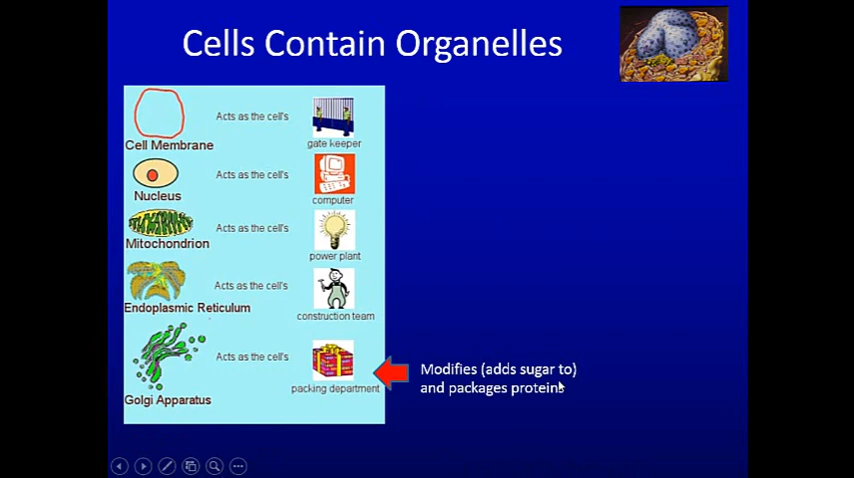 Cells Contain Organelles
Acts as the cell's
Cell Membrane
gate keeper
Acts as the cell's
Nucleus
computer
Acts as the cell's
Mitochondrion
power plant
Acts as the cell's
Endoplasmic Reticulum
construction team
Acts as the cell's
packing department
Golgi Apparatus
Modifies (adds sugar to)
and packages proteins